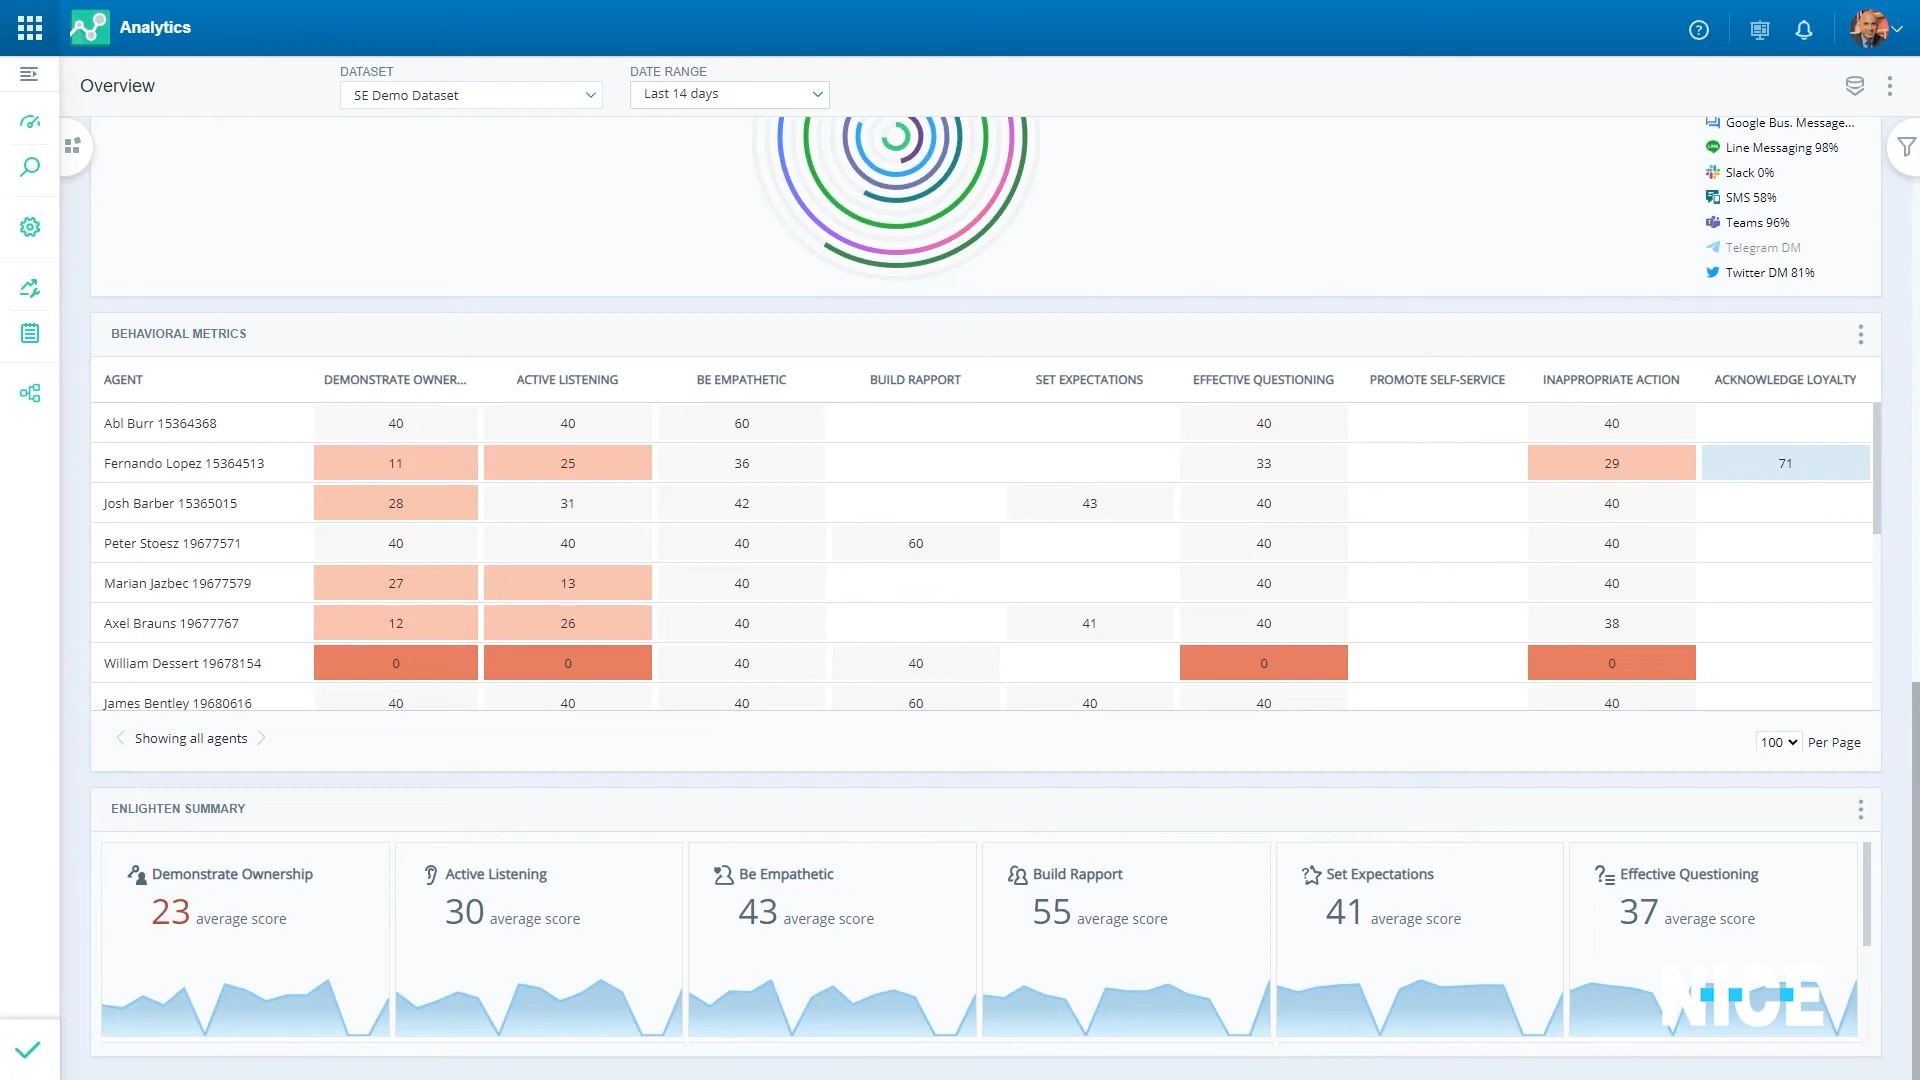 Analytics
Overview
DATASET
SE Demo Dataset
DATE RANGE
Last 14 days
Google Bus. Message...
Line Messaging 98%
Slack 0%
SMS 58%
Teams 96%
Telegram DM
Twitter DM 81%
BEHAVIORAL METRICS
AGENT DEMONSTRATE OWNER... ACTIVE LISTENING BE EMPATHETIC BUILD RAPPORT SET EXPECTATIONS EFFECTIVE QUESTIONING PROMOTE SELF-SERVICE INAPPROPRIATE ACTION ACKNOWLEDGE LOYALTY
Abl Burr 15364368 40 40 60 40 40
Fernando Lopez 15364513 11 25 36 33 29 71
Josh Barber 15365015 28 31 42 43 40 40
Peter Stoesz 19677571 40 40 40 60 40 40
Marian Jazbec 19677579 27 13 40 40 40
Axel Brauns 19677767 12 26 40 41 40 38
William Dessert 19678154 0 0 40 40 0 0
James Bentley 19680616 40 40 40 60 40 40 40
Showing all agents
100 Per Page
ENLIGHTEN SUMMARY
Demonstrate Ownership
23 average score
Active Listening
30 average score
Be Empathetic
43 average score
Build Rapport
55 average score
Set Expectations
41 average score
Effective Questioning
37 average score
NICE